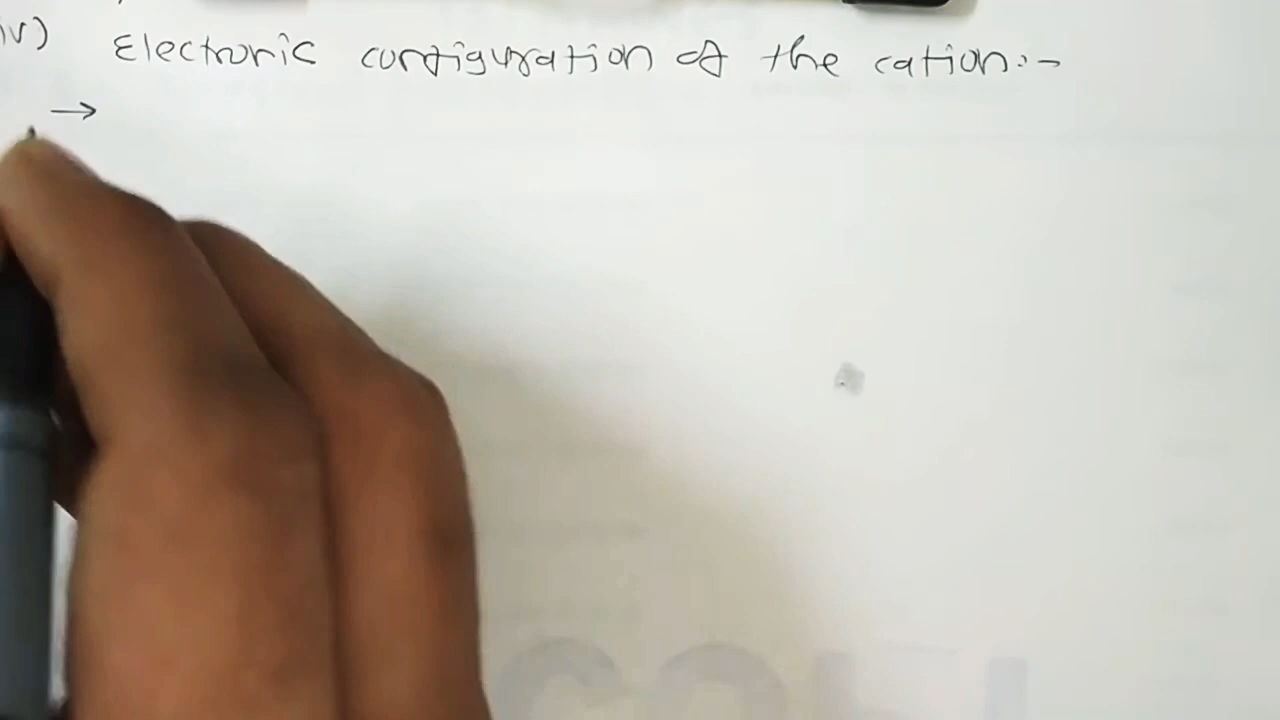 iv) Electronic configuration of the cation:-
→